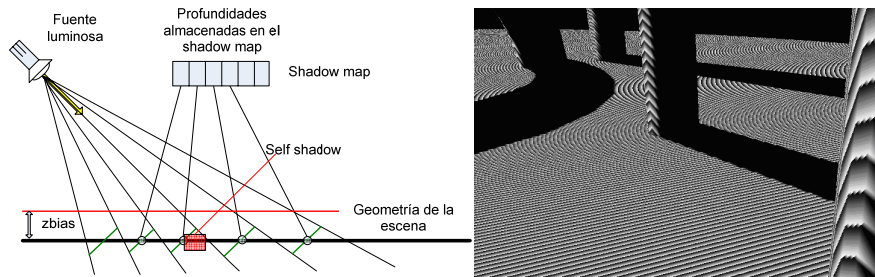 Fuente
luminosa
Profundidades
almacenadas en el
shadow map
Shadow map
Self shadow
zbias
Geometría de la
escena